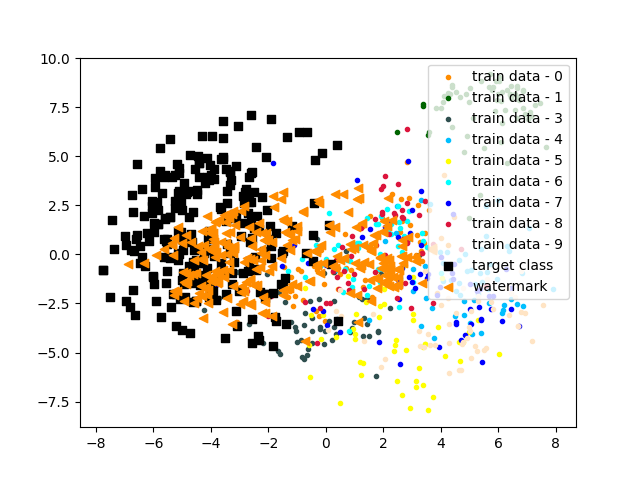 10.0
7.5
5.0
2.5
0.0
−2.5
−5.0
−7.5
−8 −6 −4 −2 0 2 4 6 8
train data - 0
train data - 1
train data - 3
train data - 4
train data - 5
train data - 6
train data - 7
train data - 8
train data - 9
target class
watermark